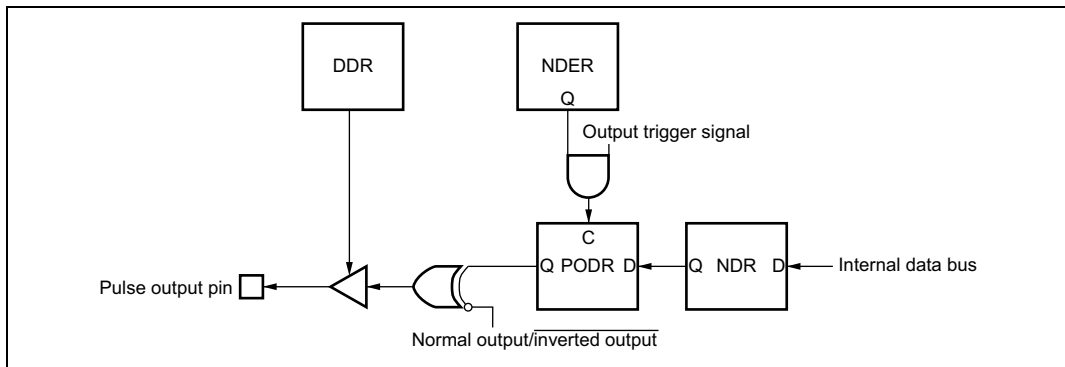 DDR
NDER
Q
Output trigger signal
C
Q PODR D
Q NDR D
Internal data bus
Pulse output pin
Normal output/inverted output